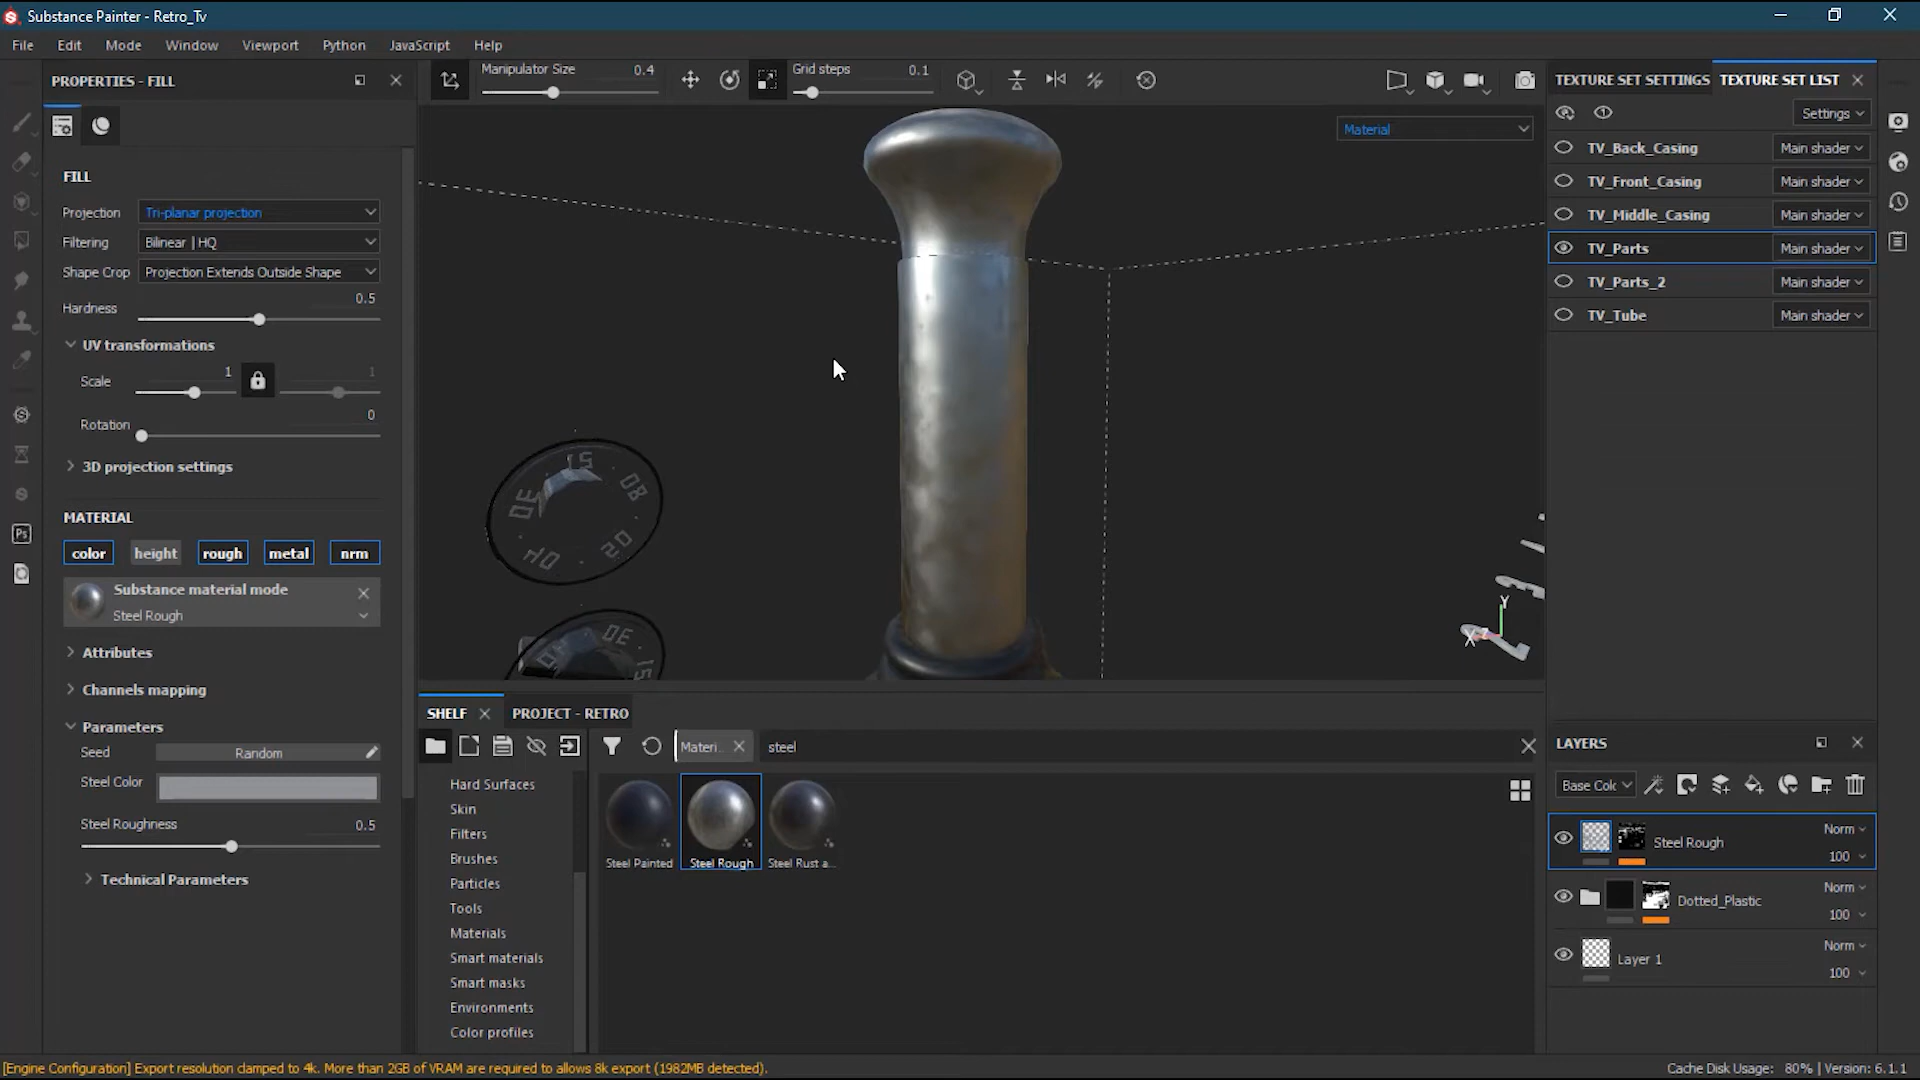 Substance Painter - Retro_Tv
File Edit Mode Window Viewport Python JavaScript Help
PROPERTIES - FILL
Manipulator Size 0.4
Grid steps 0.1
TEXTURE SET SETTINGS
TEXTURE SET LIST
Settings
Material
TV_Back_Casing Main shader
TV_Front_Casing Main shader
TV_Middle_Casing Main shader
TV_Parts Main shader
TV_Parts_2 Main shader
TV_Tube Main shader
FILL
Projection Tri-planar projection
Filtering Bilinear | HQ
Shape Crop Projection Extends Outside Shape
Hardness 0.5
UV transformations
Scale 1 1
Rotation 0
3D projection settings
MATERIAL
color height rough metal nrm
Substance material mode
Steel Rough
Attributes
Channels mapping
Parameters
Seed Random
Steel Color
Steel Roughness 0.5
Technical Parameters
Ps
Y
X
SHELF
PROJECT - RETRO
Materi..
steel
Hard Surfaces
Skin
Filters
Brushes
Particles
Tools
Materials
Smart materials
Smart masks
Environments
Color profiles
Steel Painted
Steel Rough
Steel Rust a...
LAYERS
Base Colc
Steel Rough Norm 100
Dotted_Plastic Norm 100
Layer 1 Norm 100
[Engine Configuration] Export resolution clamped to 4k. More than 2GB of VRAM are required to allows 8k export (1982MB detected).
Cache Disk Usage: 80% | Version: 6.1.1